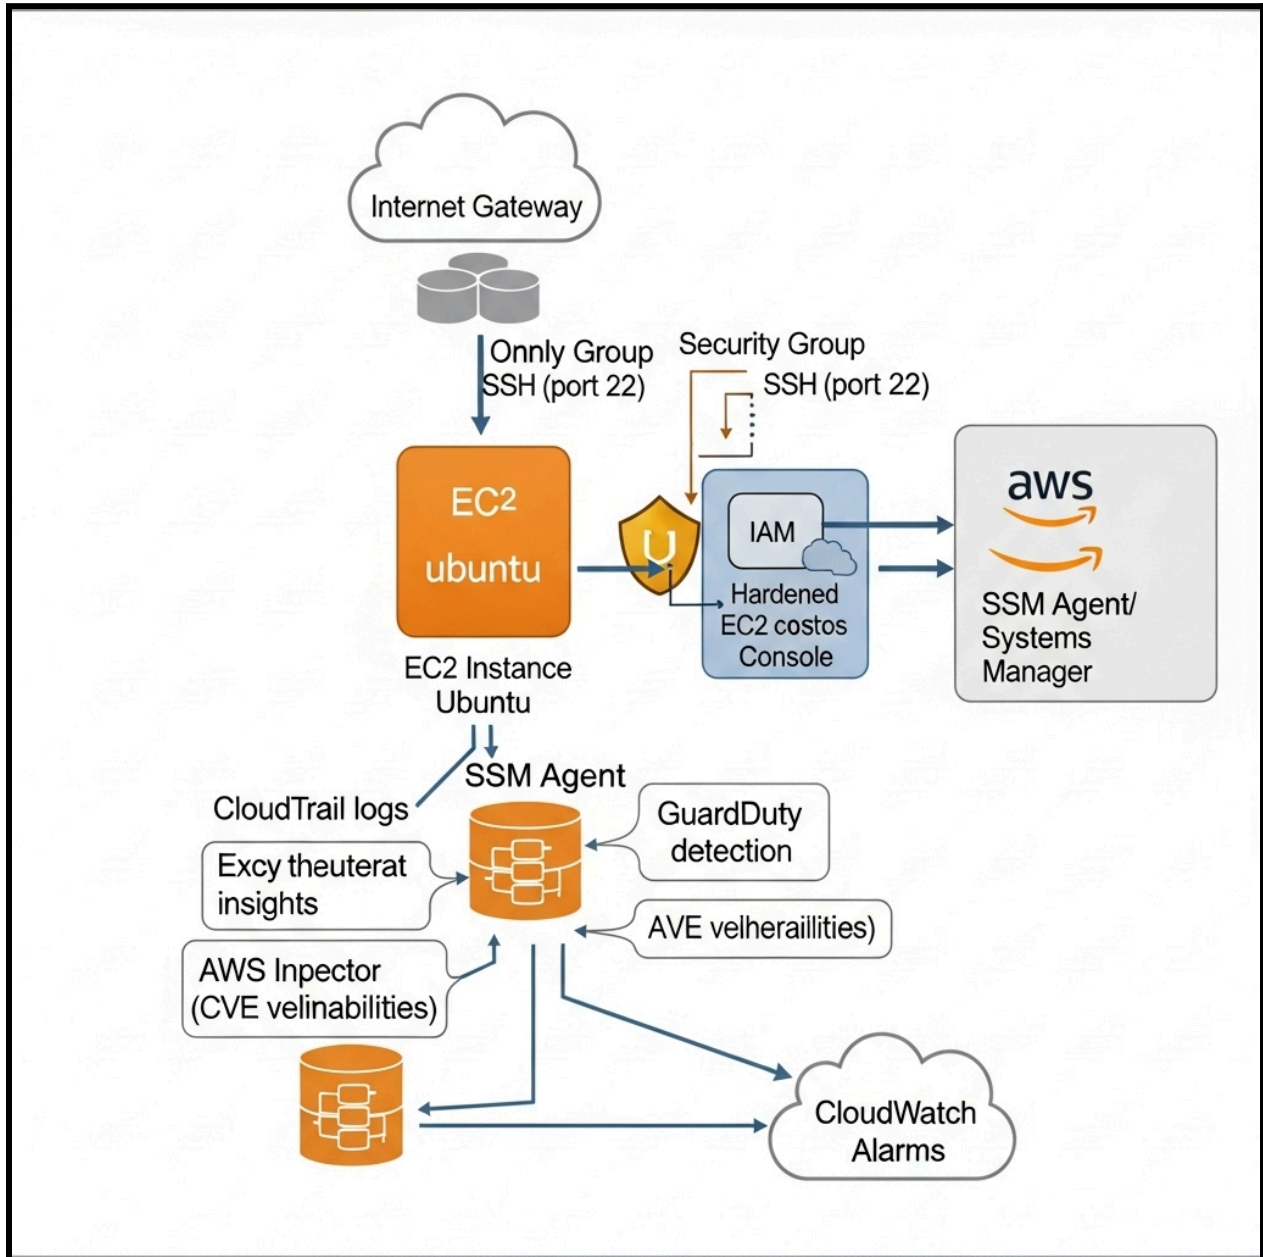 Internet Gateway
Onnly Group
SSH (port 22)
Security Group
SSH (port 22)
EC2
ubuntu
U
IAM
Hardened
EC2 costos
Console
aws
SSM Agent/
Systems
Manager
EC2 Instance
Ubuntu
SSM Agent
CloudTrail logs
GuardDuty
detection
Excy theuterat
insights
AVE velheraillities)
AWS Inpector
(CVE velinabilities)
CloudWatch
Alarms